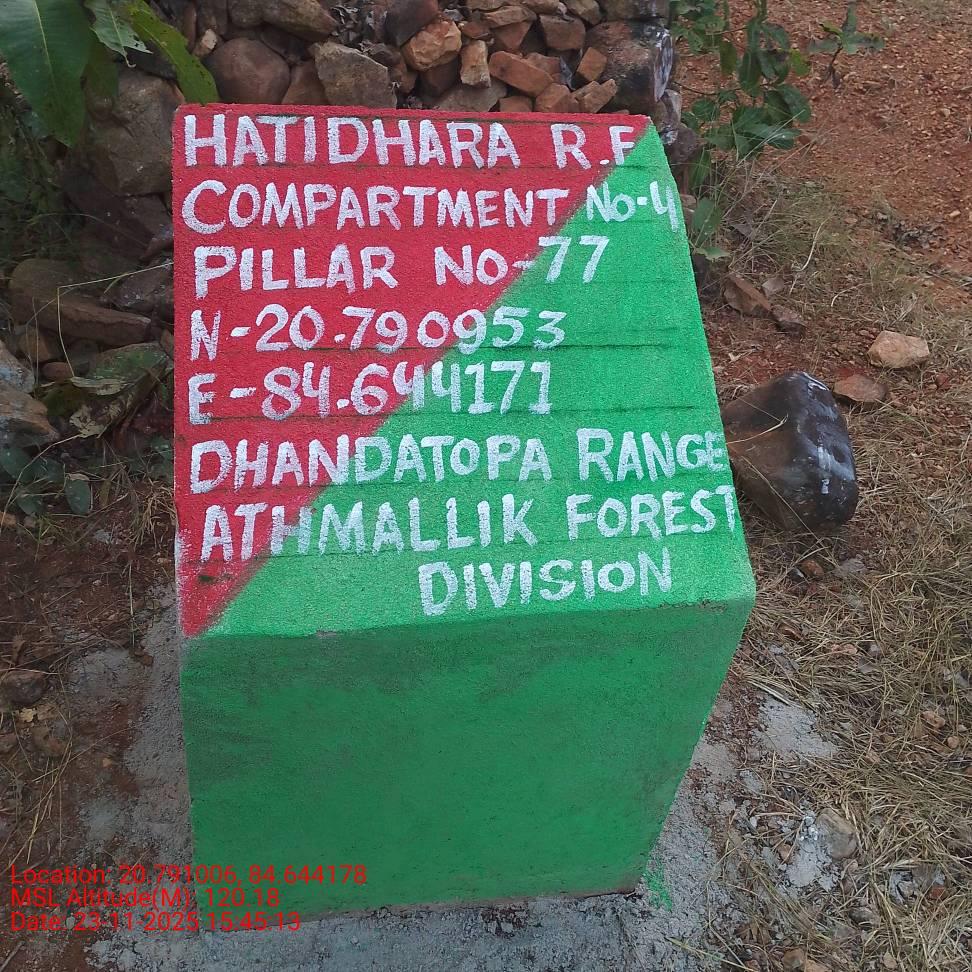 HATIDHARA R.F
COMPARTMENT No-4
PILLAR NO-77
N-20.790953
E-84.644171
DHANDATOPA RANGE
ATHMALLIK FOREST
DIVISION
Location: 20.791006, 84.644178
MSL Altitude(M): 120.18
Date: 23-11-2025 15:45:13